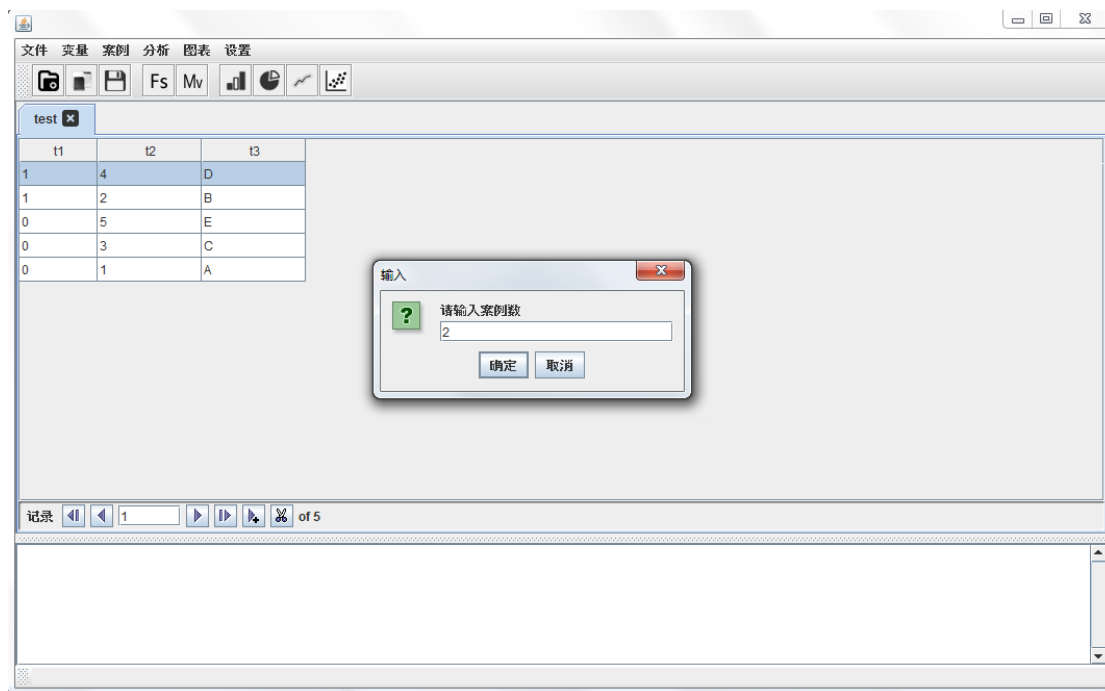 文件 变量 案例 分析 图表 设置
Fs Mv
test
t1 t2 t3
1 4 D
1 2 B
0 5 E
0 3 C
0 1 A
输入
请输入案例数
2
确定 取消
记录 1 of 5